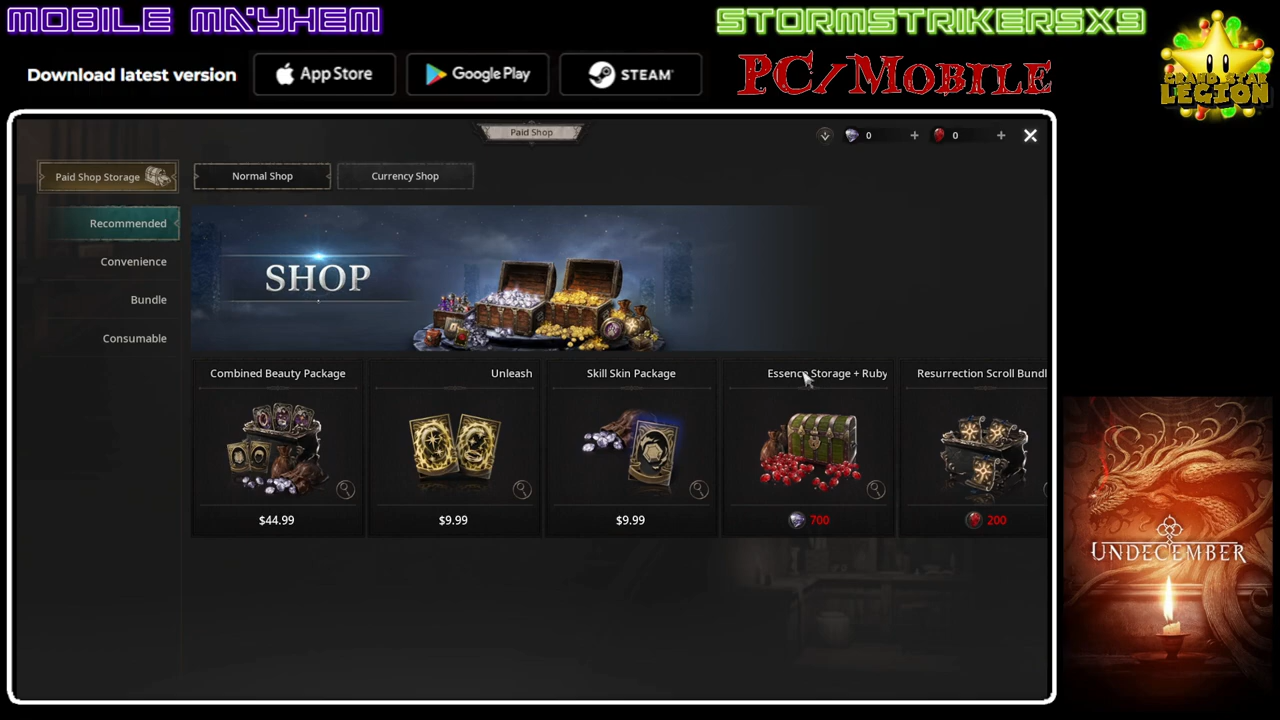 MOBILE MAYHEM
STORMSTRIKERSX9
Download latest version
App Store
Google Play
STEAM
PC/MOBILE
GRAND STAR
LEGION
Paid Shop
0
+
0
+
Paid Shop Storage
Normal Shop
Currency Shop
Recommended
Convenience
Bundle
Consumable
SHOP
Combined Beauty Package
Unleash
Skill Skin Package
Essence Storage + Ruby
Resurrection Scroll Bundl
$44.99
$9.99
$9.99
700
200
UNDECEMBER